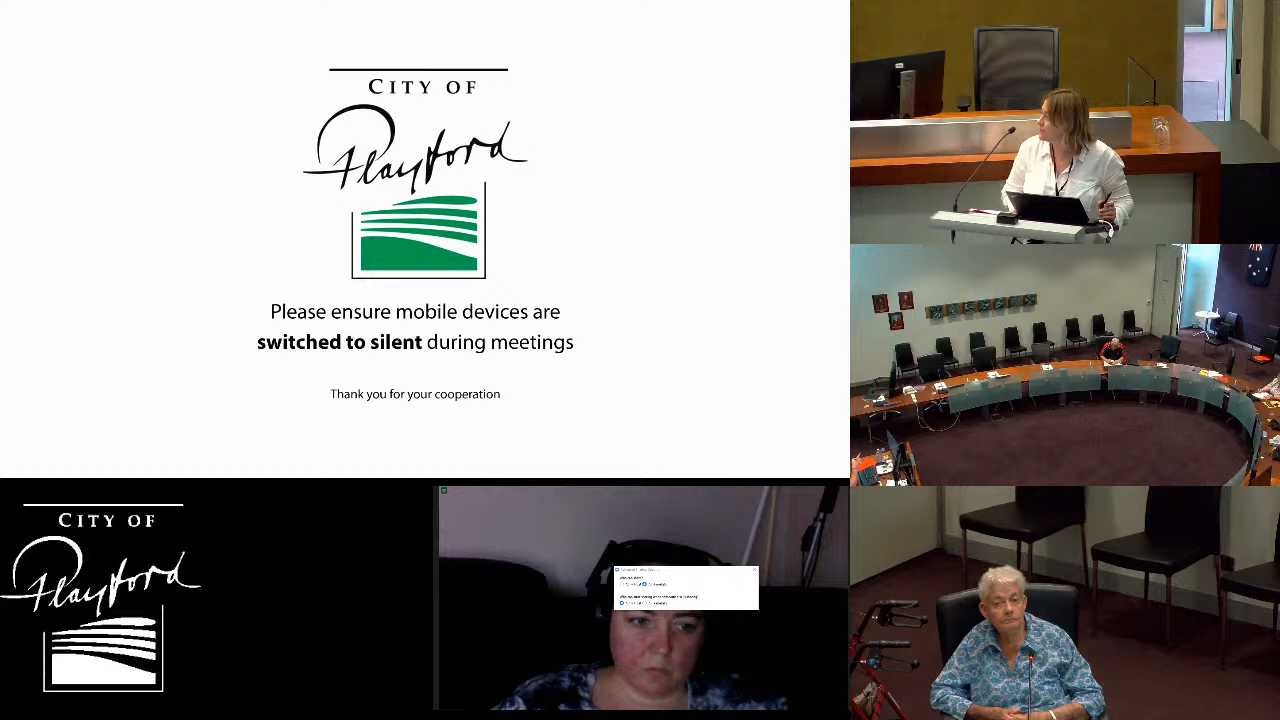 CITY OF
Playford
Please ensure mobile devices are
switched to silent during meetings
Thank you for your cooperation
CITY OF
Playford